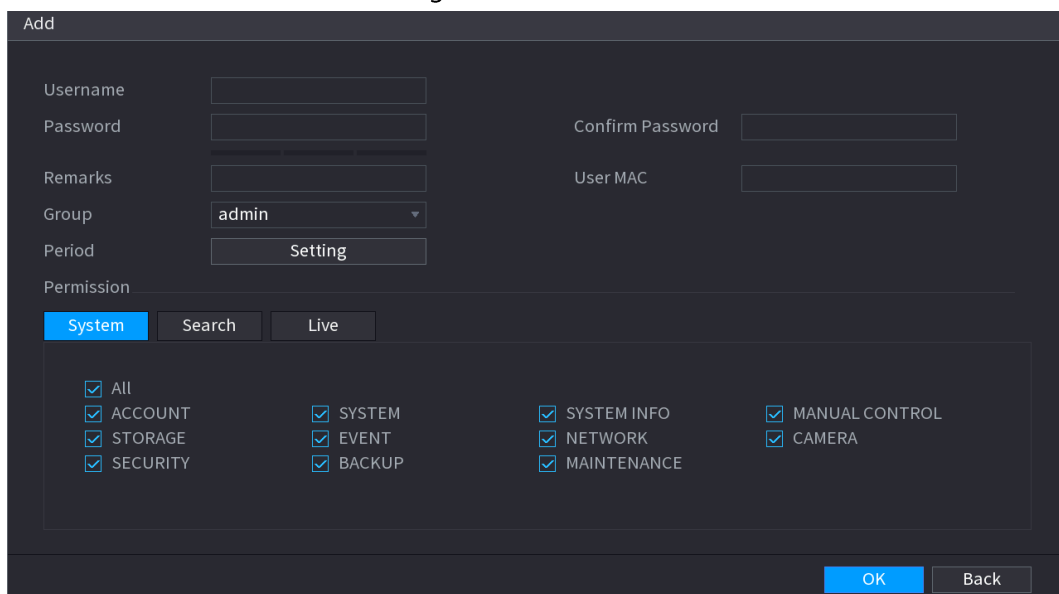 Add
Username
Password Confirm Password
Remarks User MAC
Group admin
Period Setting
Permission
System Search Live
All
ACCOUNT SYSTEM SYSTEM INFO MANUAL CONTROL
STORAGE EVENT NETWORK CAMERA
SECURITY BACKUP MAINTENANCE
OK Back